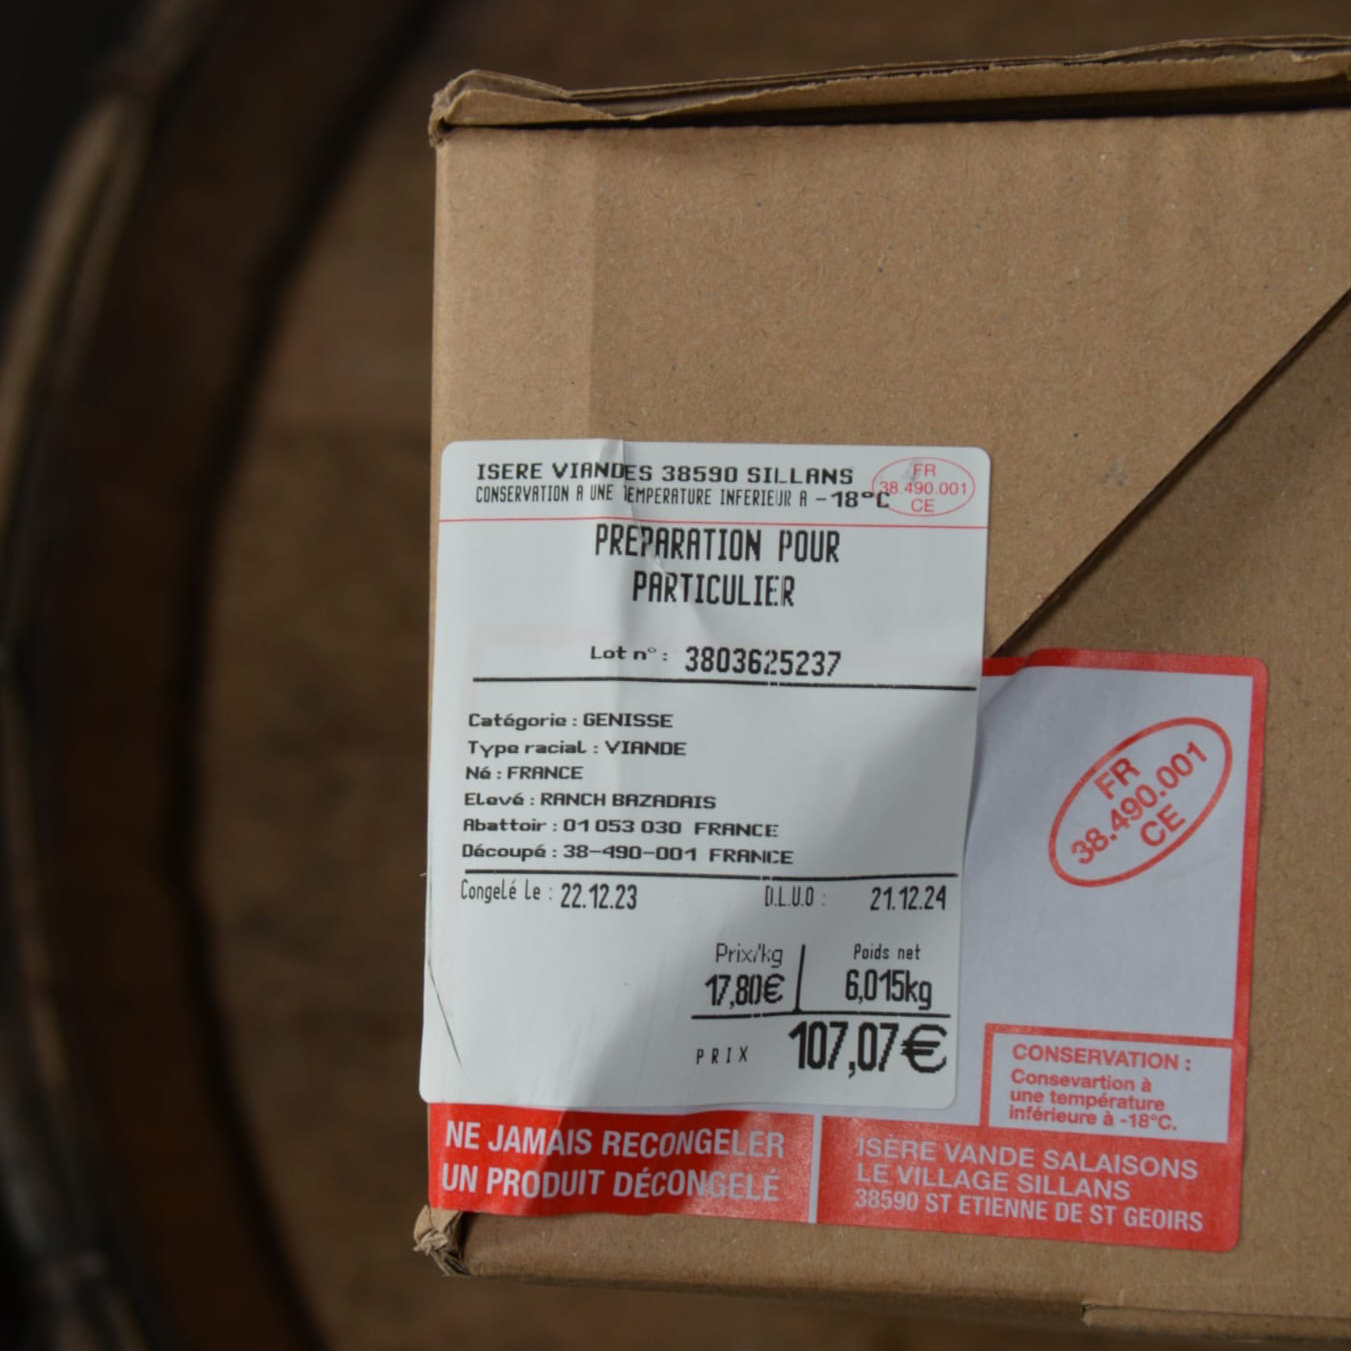 ISERE VIANDES 38590 SILLANS
CONSERVATION A UNE TEMPERATURE INFERIEUR A -18°C
FR
38.490.001
CE
PREPARATION POUR
PARTICULIER
Lot n° : 3803625237
Catégorie : GENISSE
Type racial : VIANDE
Né : FRANCE
Elevé : RANCH BAZADAIS
Abattoir : 01 053 030 FRANCE
Découpé : 38-490-001 FRANCE
Congelé le : 22.12.23 D.L.U.O : 21.12.24
Prix/kg Poids net
17,80€ 6,015kg
PRIX 107,07€
FR
38.490.001
CE
CONSERVATION :
Consevartion à
une température
inférieure à -18°C.
NE JAMAIS RECONGELER
UN PRODUIT DÉCONGELÉ
ISÈRE VANDE SALAISONS
LE VILLAGE SILLANS
38590 ST ETIENNE DE ST GEOIRS